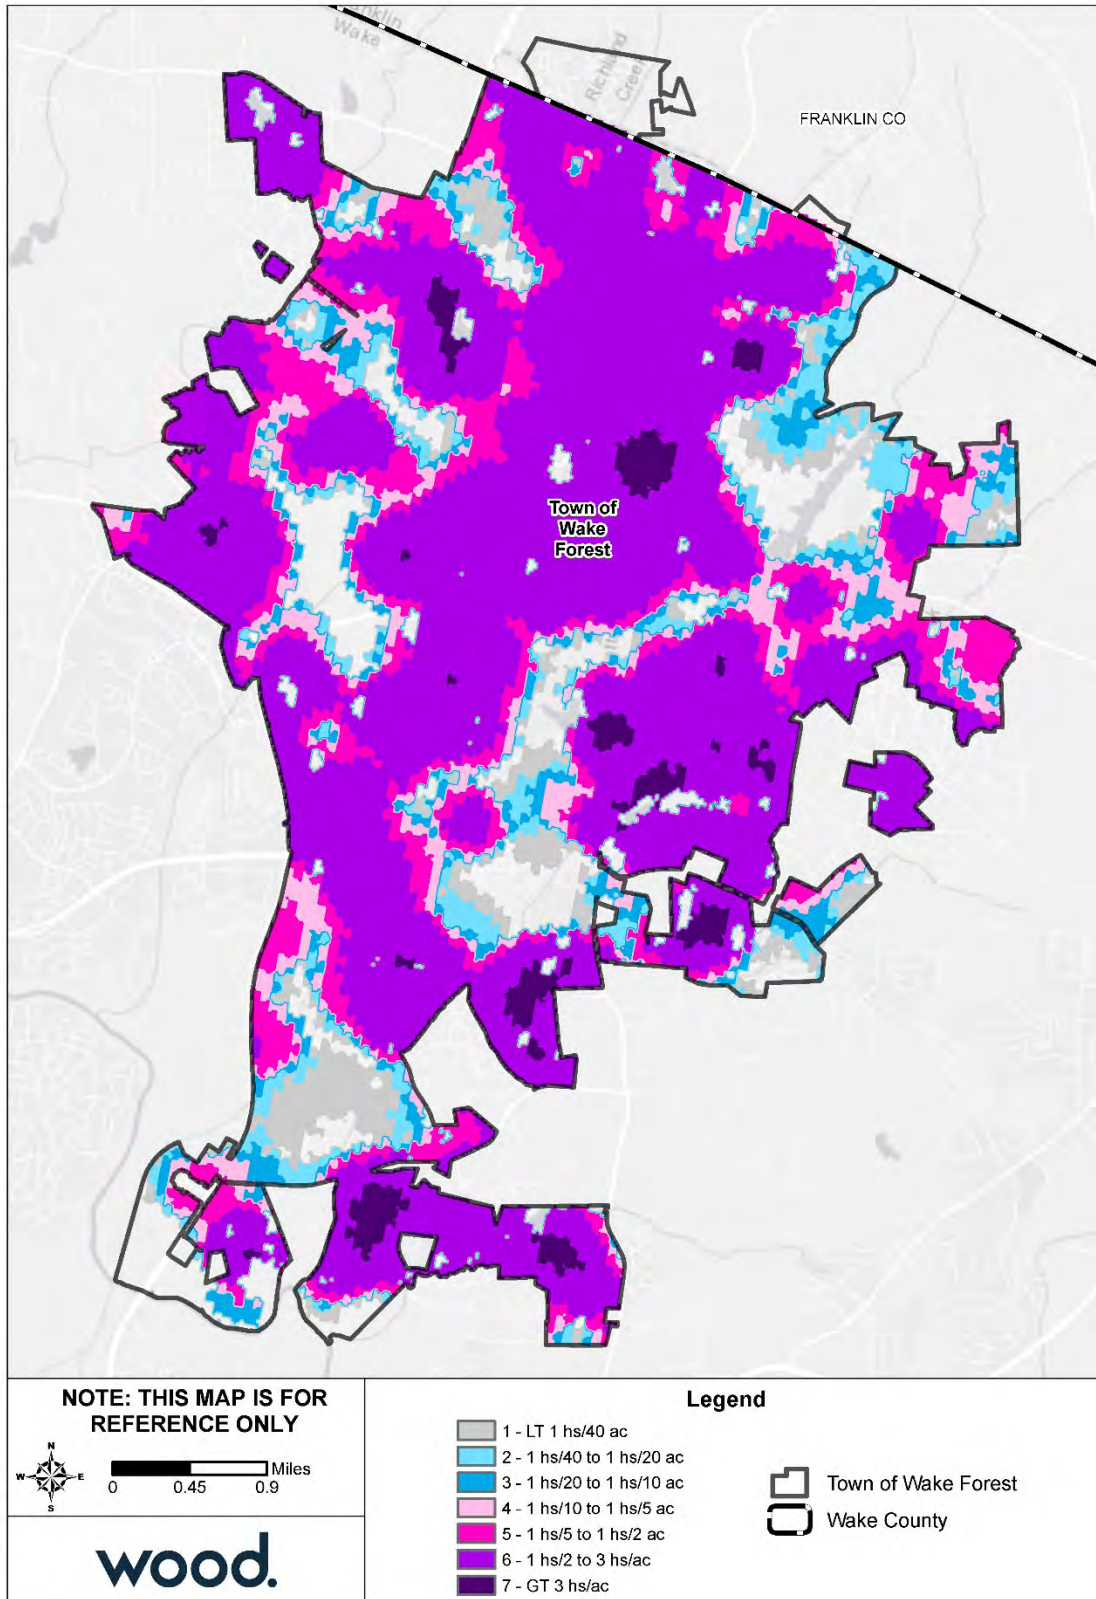 Franklin
Wake
Richland
Creek
FRANKLIN CO
Town of
Wake
Forest
NOTE: THIS MAP IS FOR
REFERENCE ONLY
N
W E
S
Miles
0 0.45 0.9
wood.
Legend
1 - LT 1 hs/40 ac
2 - 1 hs/40 to 1 hs/20 ac
3 - 1 hs/20 to 1 hs/10 ac
4 - 1 hs/10 to 1 hs/5 ac
5 - 1 hs/5 to 1 hs/2 ac
6 - 1 hs/2 to 3 hs/ac
7 - GT 3 hs/ac
Town of Wake Forest
Wake County